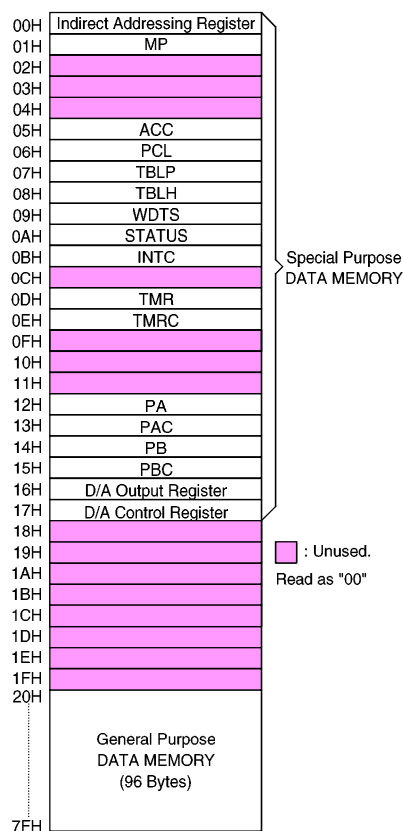 00H Indirect Addressing Register
01H MP
02H
03H
04H
05H ACC
06H PCL
07H TBLP
08H TBLH
09H WDTS
0AH STATUS
0BH INTC
0CH
0DH TMR
0EH TMRC
0FH
10H
11H
12H PA
13H PAC
14H PB
15H PBC
16H D/A Output Register
17H D/A Control Register
18H
19H
1AH
1BH
1CH
1DH
1EH
1FH
20H
General Purpose
DATA MEMORY
(96 Bytes)
7FH
Special Purpose
DATA MEMORY
: Unused.
Read as "00"